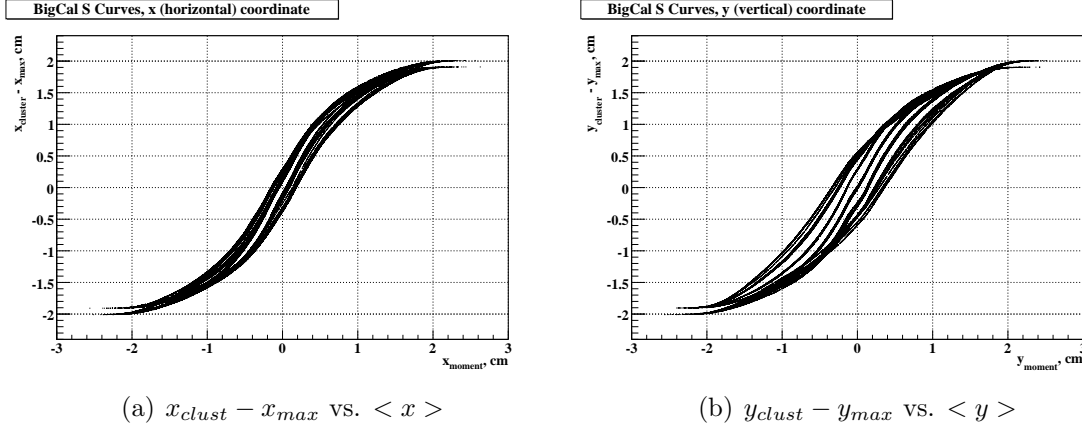 BigCal S Curves, x (horizontal) coordinate
x_cluster - x_max, cm
2
1.5
1
0.5
0
-0.5
-1
-1.5
-2
-3 -2 -1 0 1 2 3
x_moment, cm
(a) x_clust − x_max vs. < x >
BigCal S Curves, y (vertical) coordinate
y_cluster - y_max, cm
2
1.5
1
0.5
0
-0.5
-1
-1.5
-2
-3 -2 -1 0 1 2 3
y_moment, cm
(b) y_clust − y_max vs. < y >